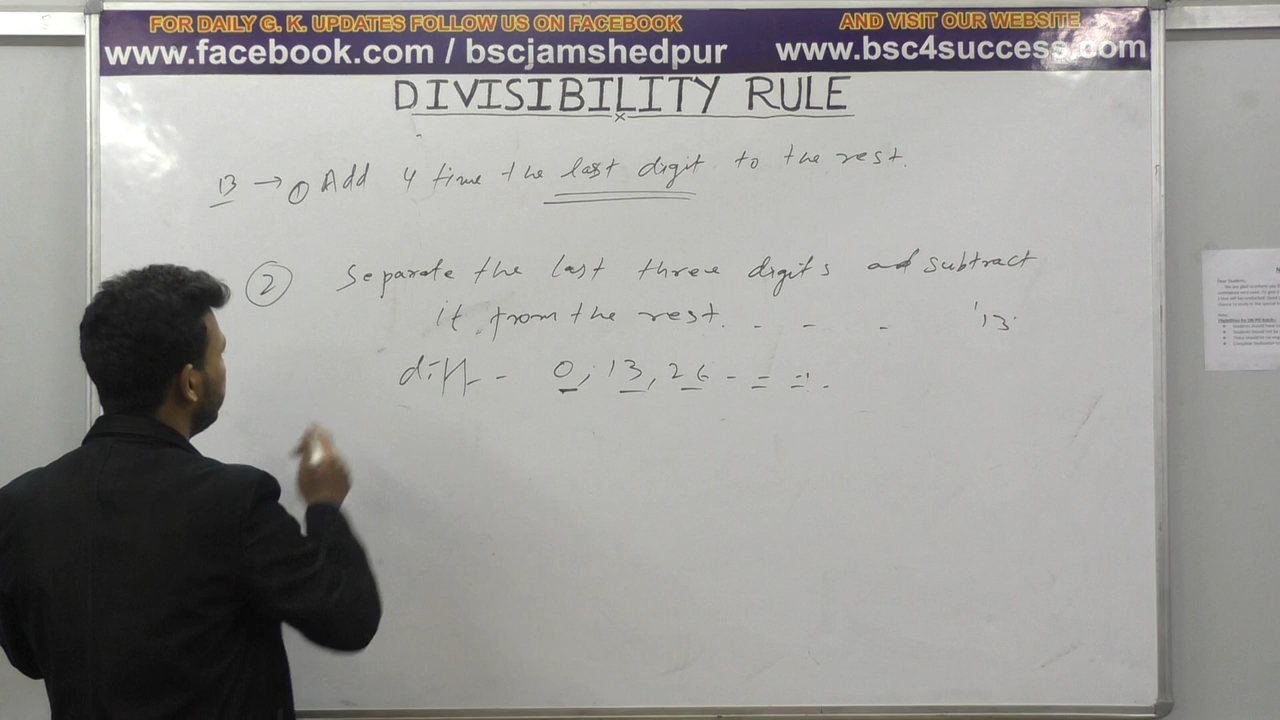 FOR DAILY G. K. UPDATES FOLLOW US ON FACEBOOK
www.facebook.com / bscjamshedpur
AND VISIT OUR WEBSITE
www.bsc4success.com
DIVISIBILITY RULE
13 → ① Add 4 time the last digit to the rest.
② Separate the last three digits and subtract
it from the rest. - - - '13'
diff - 0, 13, 26 - = =.
Dear Students,